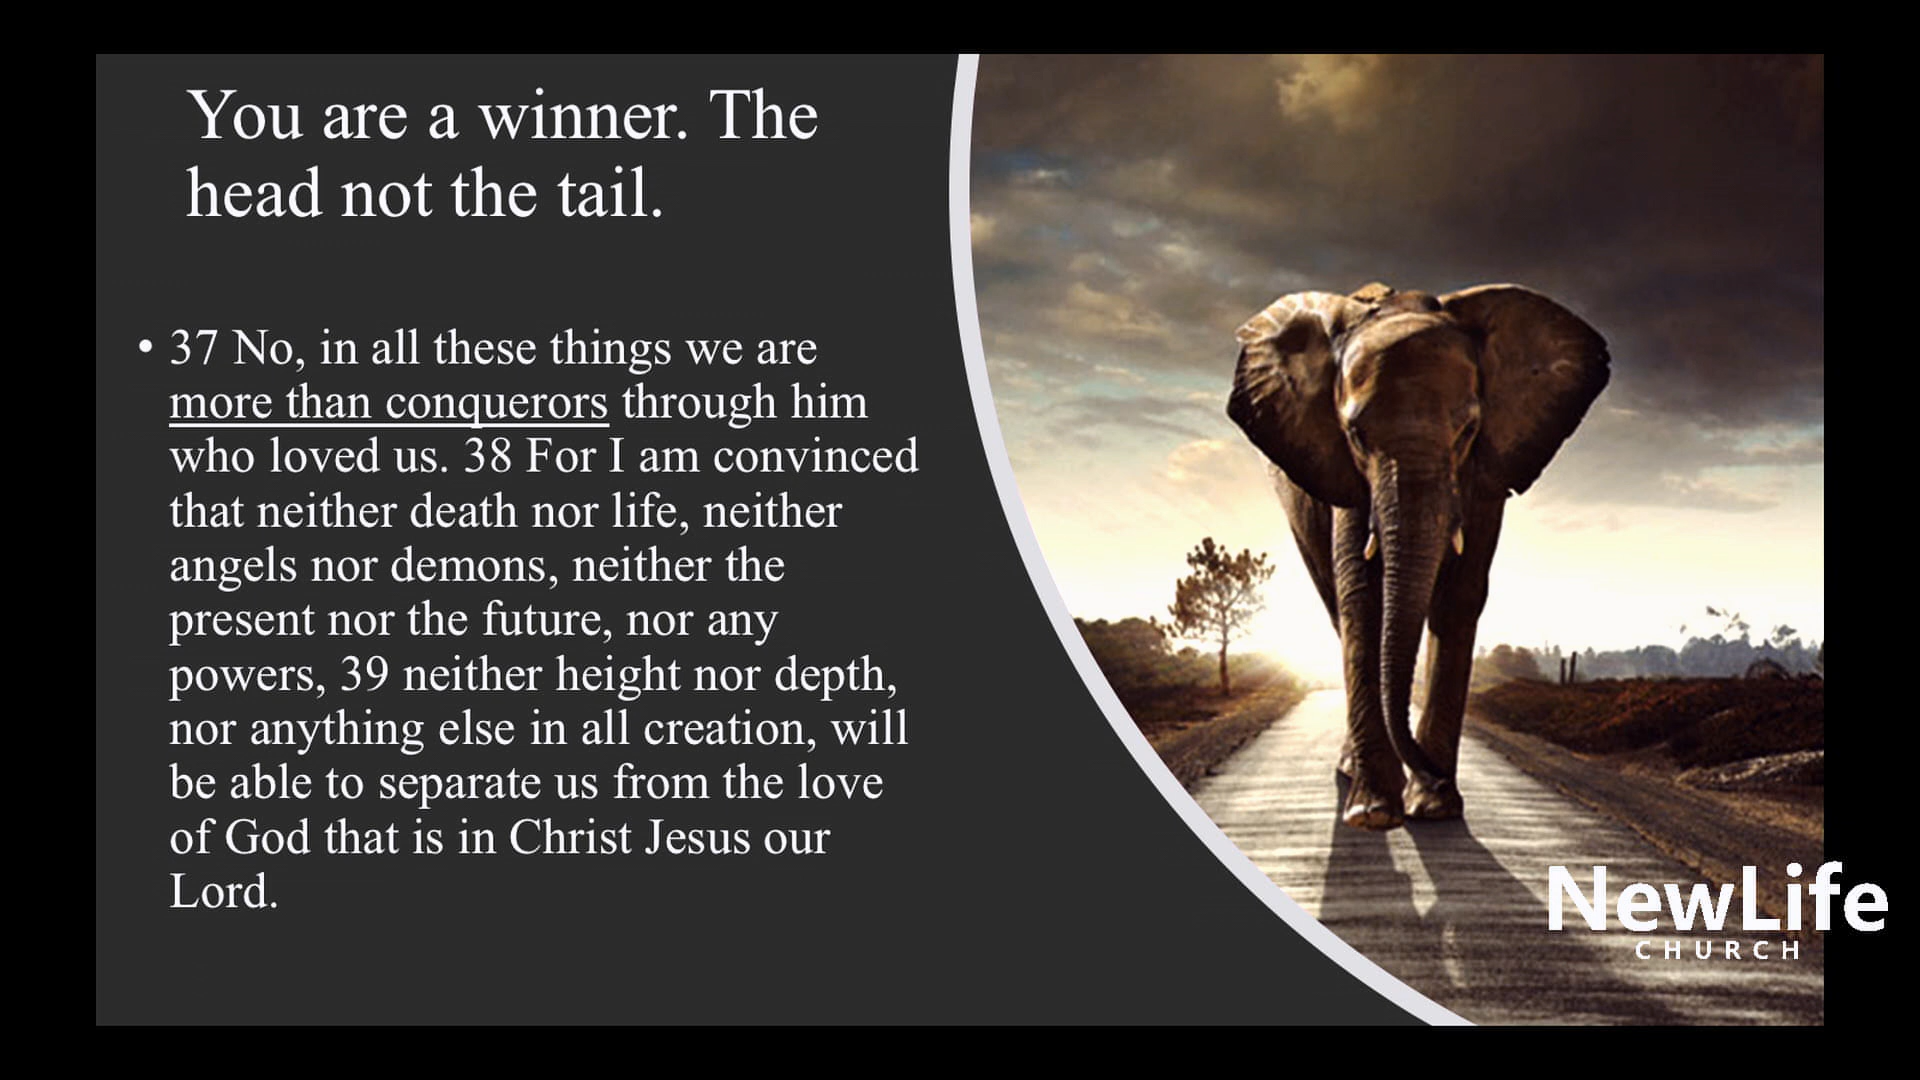 You are a winner. The
head not the tail.
• 37 No, in all these things we are
more than conquerors through him
who loved us. 38 For I am convinced
that neither death nor life, neither
angels nor demons, neither the
present nor the future, nor any
powers, 39 neither height nor depth,
nor anything else in all creation, will
be able to separate us from the love
of God that is in Christ Jesus our
Lord.
NewLife
CHURCH